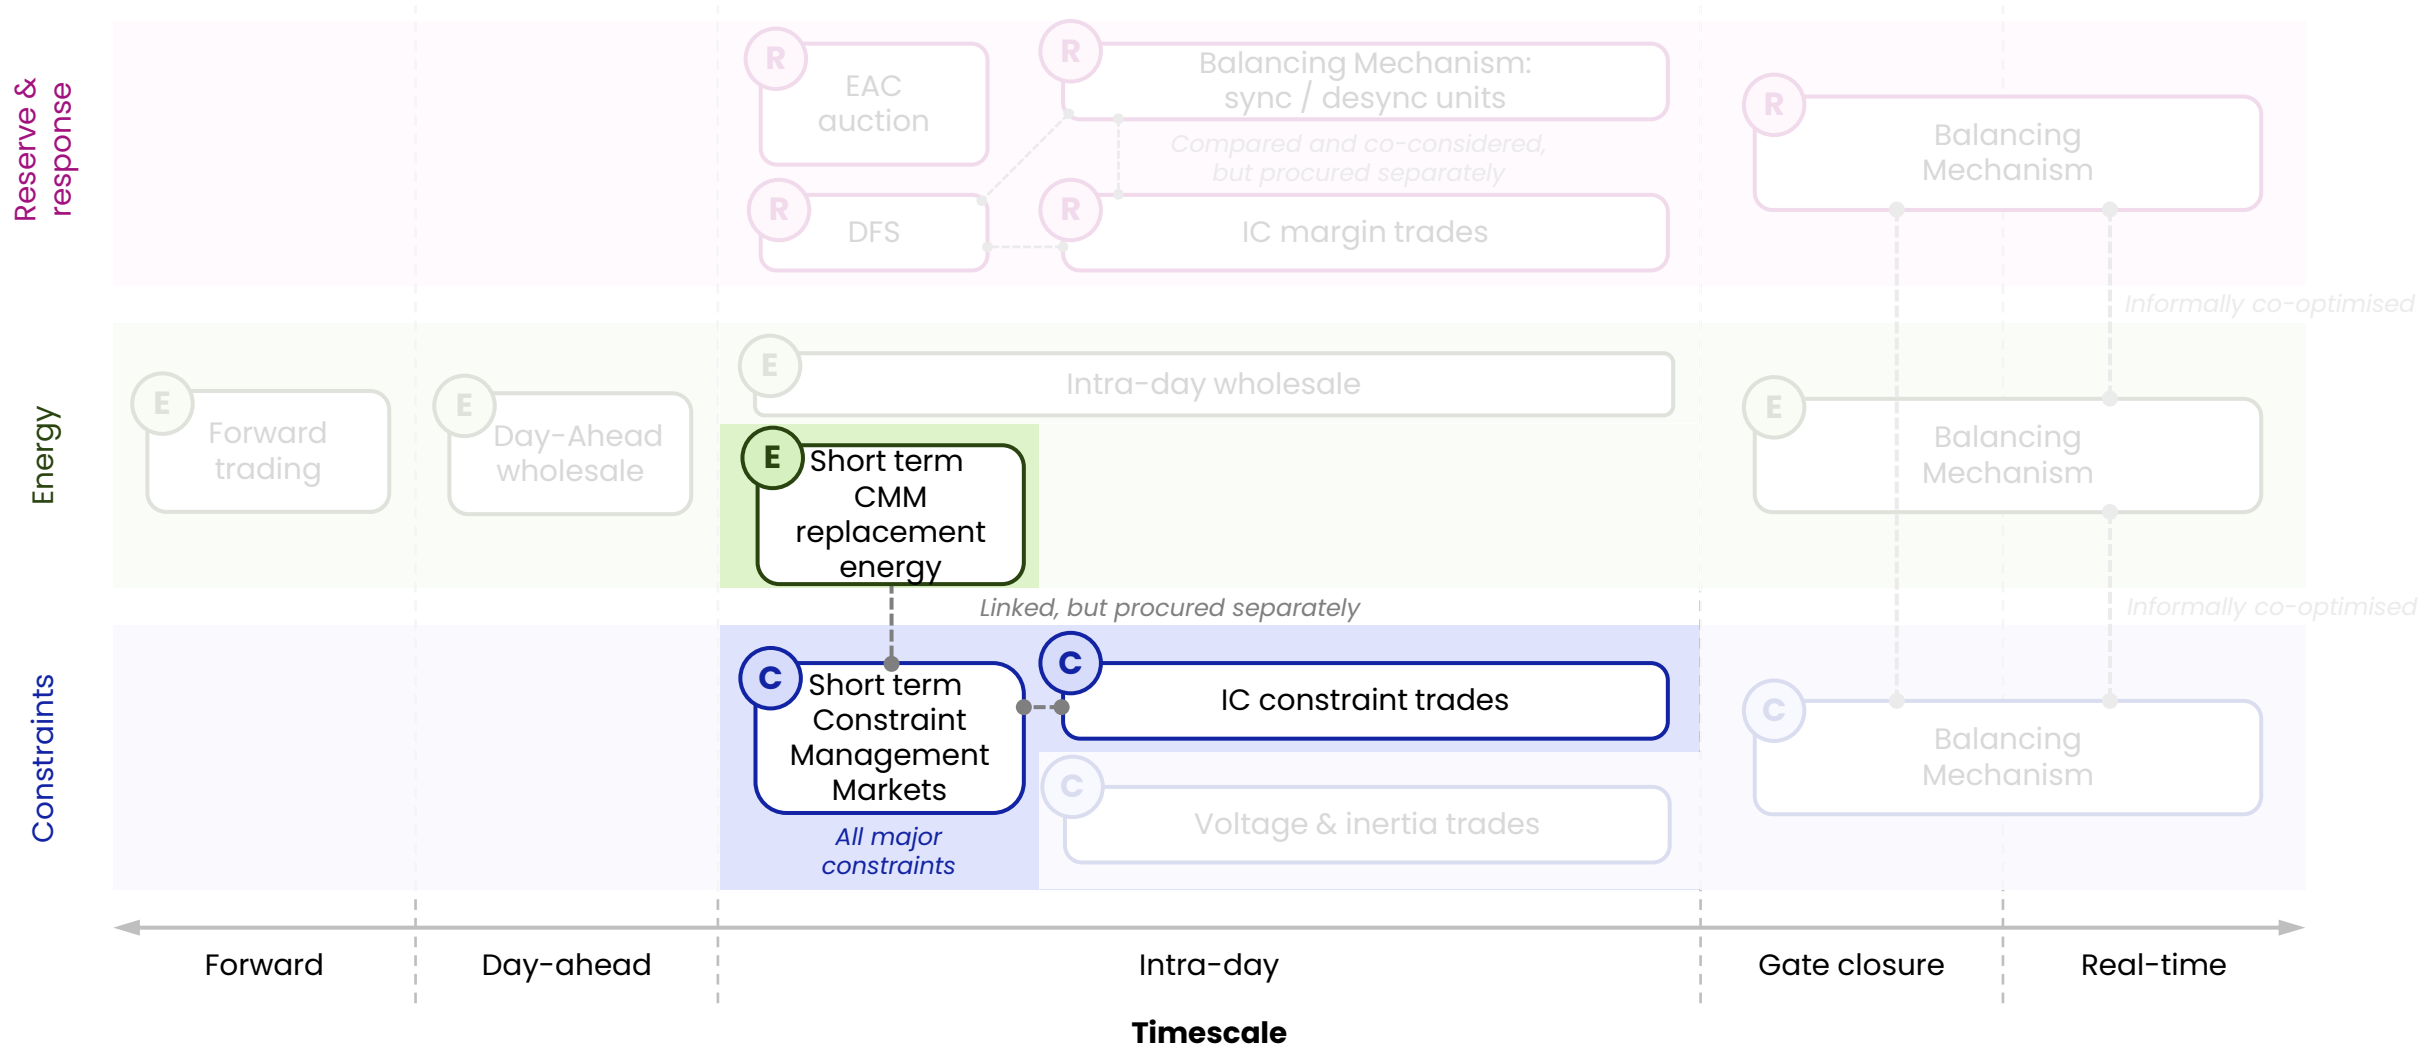 Reserve &
response
R
EAC
auction
R
Balancing Mechanism:
sync / desync units
Compared and co-considered,
but procured separately
R
DFS
R
IC margin trades
R
Balancing
Mechanism
Informally co-optimised
Energy
E
Forward
trading
E
Day-Ahead
wholesale
E
Intra-day wholesale
E
Short term
CMM
replacement
energy
E
Balancing
Mechanism
Linked, but procured separately
Informally co-optimised
Constraints
C
Short term
Constraint
Management
Markets
All major
constraints
C
IC constraint trades
C
Voltage & inertia trades
C
Balancing
Mechanism
Forward
Day-ahead
Intra-day
Gate closure
Real-time
Timescale